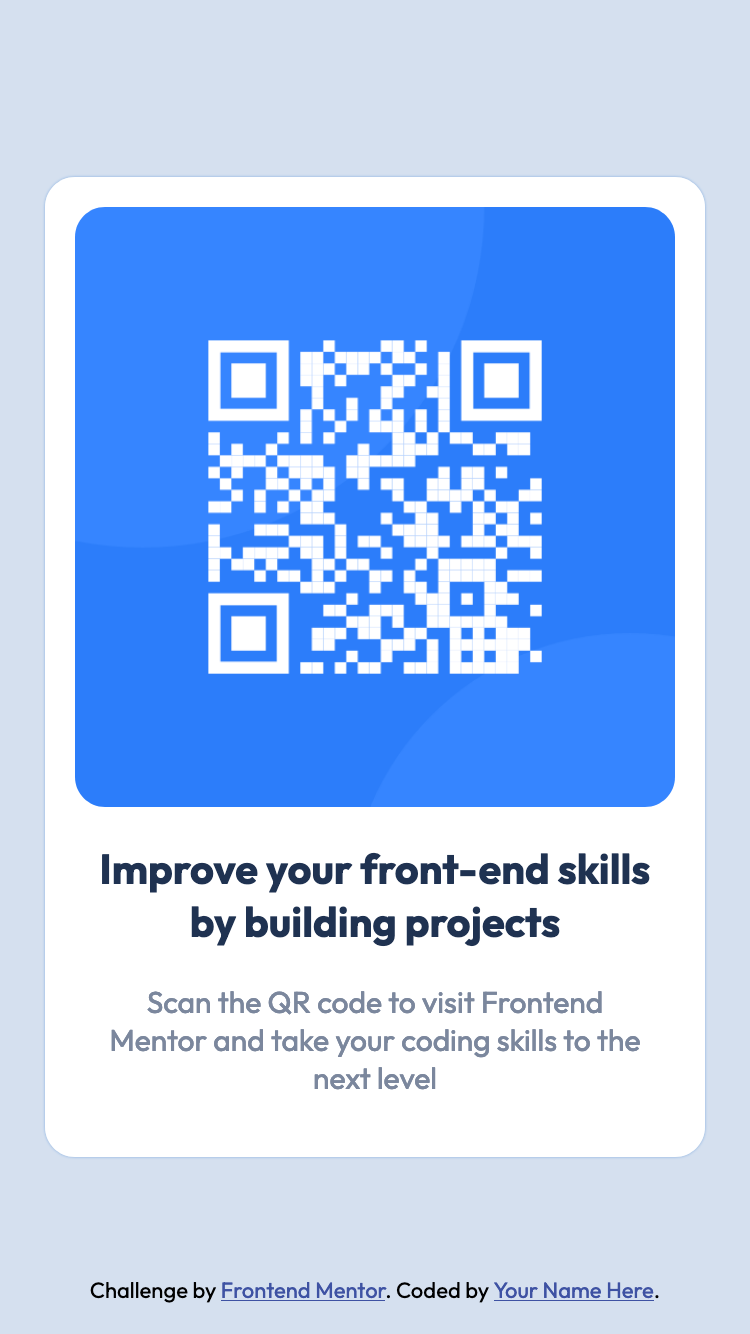 Improve your front-end skills
by building projects
Scan the QR code to visit Frontend
Mentor and take your coding skills to the
next level
Challenge by Frontend Mentor. Coded by Your Name Here.